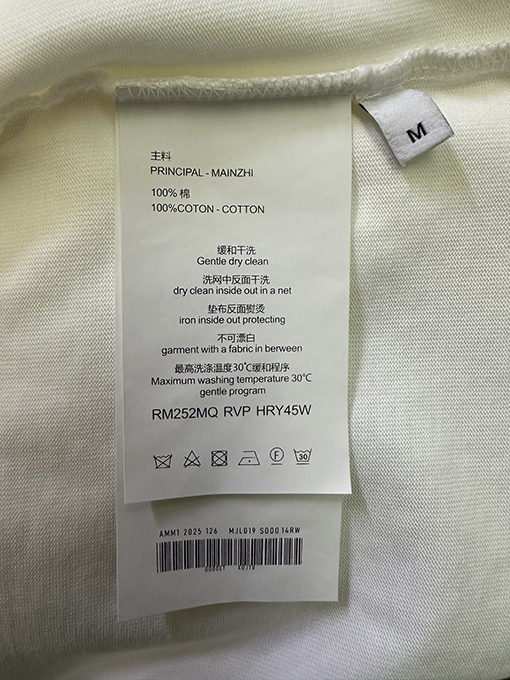 M
主料
PRINCIPAL - MAINZHI
100% 棉
100%COTON - COTTON
缓和干洗
Gentle dry clean
洗网中反面干洗
dry clean inside out in a net
垫布反面熨烫
iron inside out protecting
不可漂白
garment with a fabric in berween
最高洗涤温度30℃缓和程序
Maximum washing temperature 30℃
gentle program
RM252MQ RVP HRY45W
F
30
AMM1 2025 126 MJL019 S000 14RW